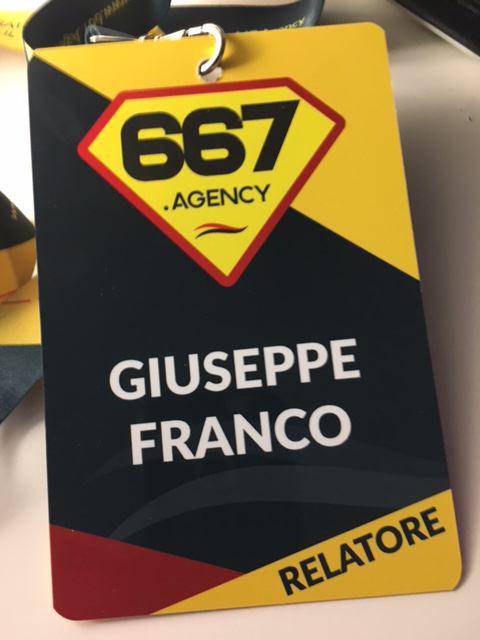 667
.AGENCY
GIUSEPPE
FRANCO
RELATORE